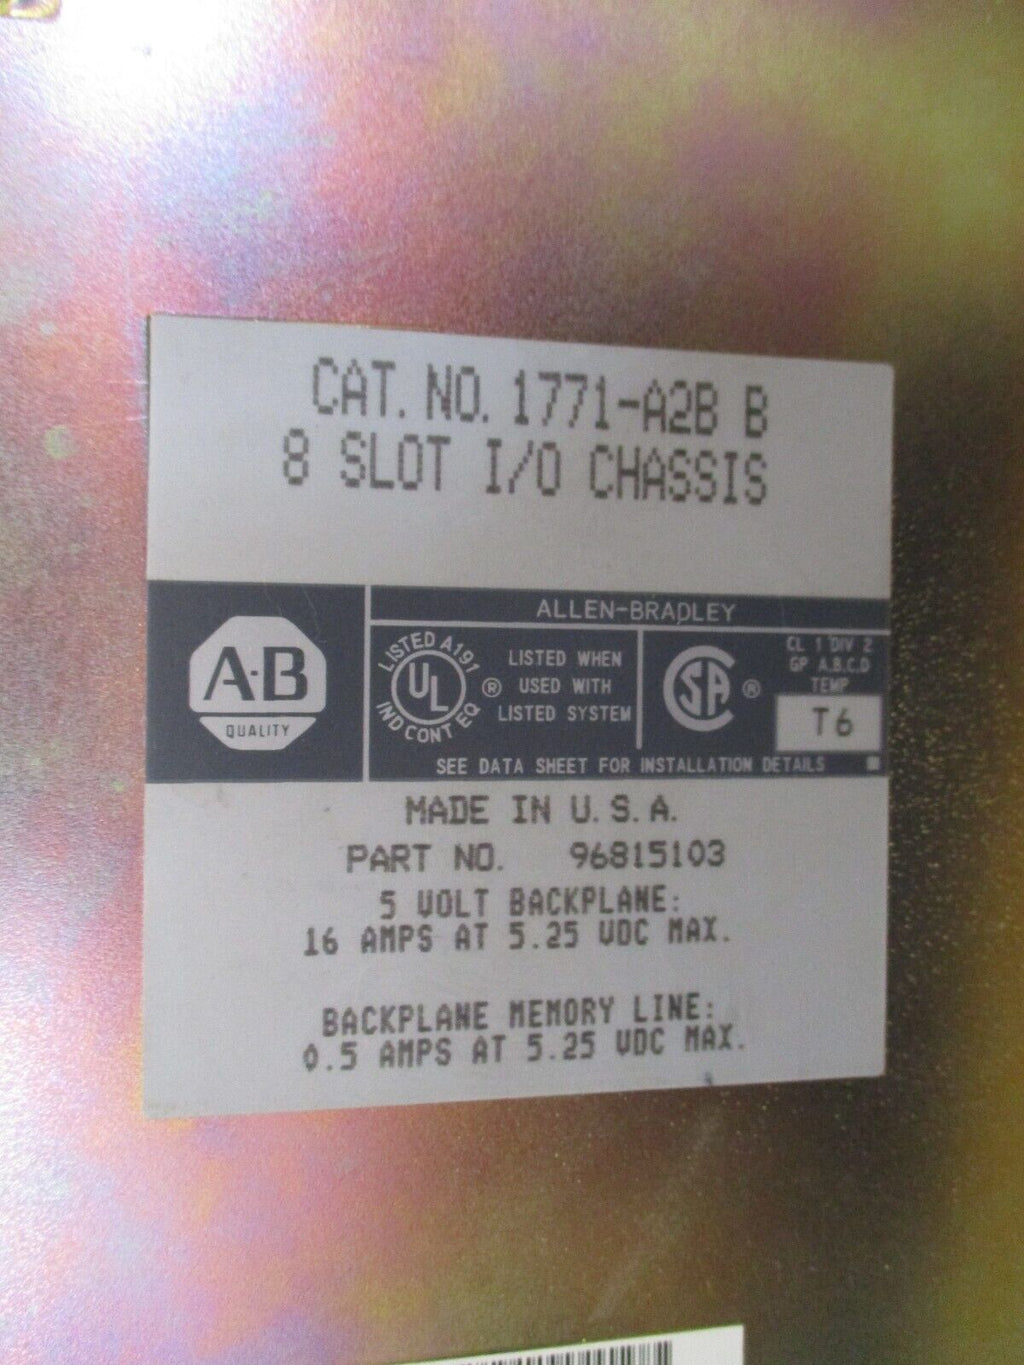 CAT. NO. 1771-A2B B
8 SLOT I/O CHASSIS
ALLEN-BRADLEY
A·B
QUALITY
LISTED A191
UL ®
IND CONT EQ
LISTED WHEN
USED WITH
LISTED SYSTEM
SA ®
CL 1 DIV 2
GP A.B.C.D
TEMP
T6
SEE DATA SHEET FOR INSTALLATION DETAILS
MADE IN U.S.A.
PART NO. 96815103
5 VOLT BACKPLANE:
16 AMPS AT 5.25 VDC MAX.
BACKPLANE MEMORY LINE:
0.5 AMPS AT 5.25 VDC MAX.